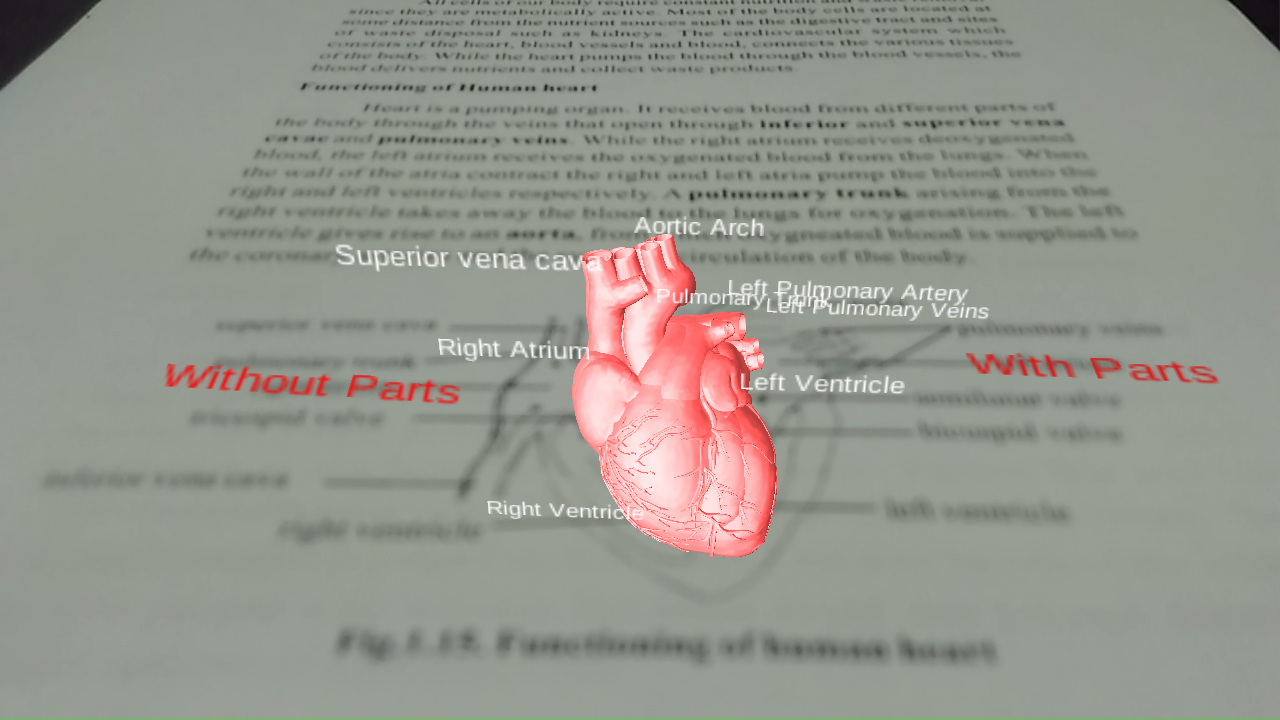 All cells of our body require constant nutrition and waste removal
since they are metabolically active. Most of the body cells are located at
some distance from the nutrient sources such as the digestive tract and sites
of waste disposal such as kidneys. The cardiovascular system which
consists of the heart, blood vessels and blood, connects the various tissues
of the body. While the heart pumps the blood through the blood vessels, the
blood delivers nutrients and collect waste products.
Functioning of Human heart
Heart is a pumping organ. It receives blood from different parts of
the body through the veins that open through inferior and superior vena
cavae and pulmonary veins. While the right atrium receives deoxygenated
blood, the left atrium receives the oxygenated blood from the lungs. When
the wall of the atria contract the right and left atria pump the blood into the
right and left ventricles respectively. A pulmonary trunk arising from the
right ventricle takes away the blood to the lungs for oxygenation. The left
ventricle gives rise to an aorta, from which oxygneated blood is supplied to
the coronary circulation of the body.
Aortic Arch
Superior vena cava
Left Pulmonary Artery
Pulmonary Trunk
Left Pulmonary Veins
superior vena cava
pulmonary veins
Right Atrium
pulmonary trunk
Without Parts
With Parts
Left Ventricle
semilunar valve
tricuspid valve
bicuspid valve
inferior vena cava
Right Ventricle
left ventricle
right ventricle
Fig.1.15. Functioning of human heart